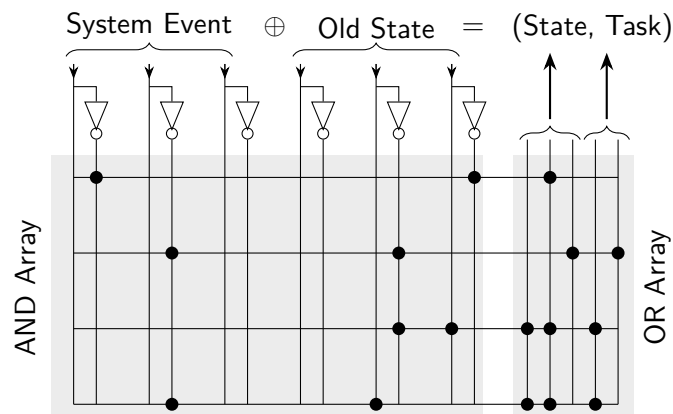 System Event ⊕ Old State = (State, Task)
AND Array
OR Array